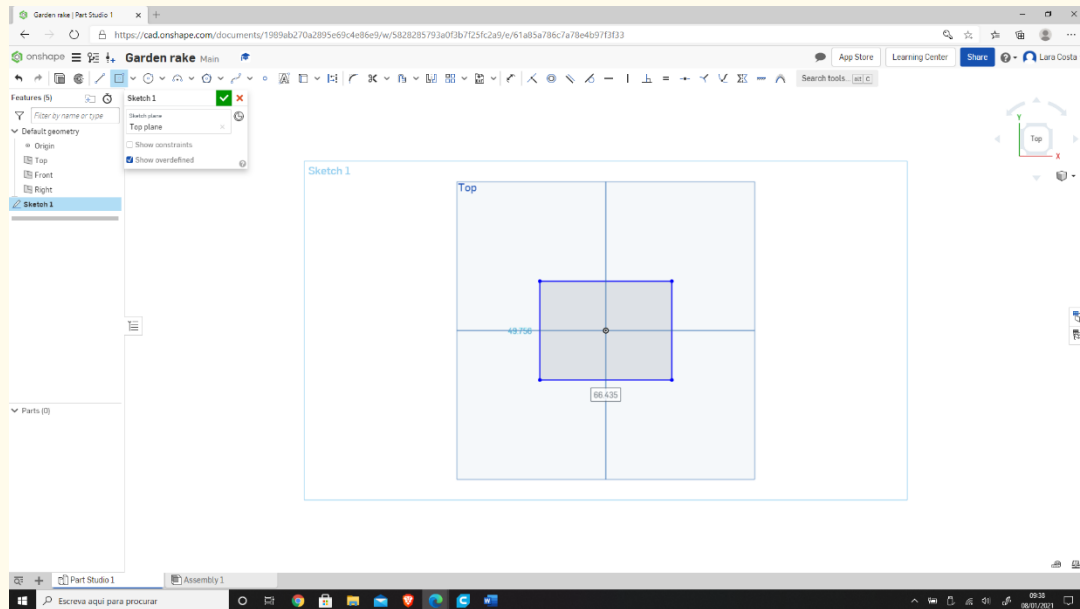 Garden rake | Part Studio 1
https://cad.onshape.com/documents/1989ab270a2895e69c4e86e9/w/5828285793a0f3b7f25fc2a9/e/61a85a786c7a78e4b97f3f33
onshape Garden rake Main App Store Learning Center Share Lara Costa
Search tools... alt C
Features (5)
Filter by name or type
Default geometry
Origin
Top
Front
Right
Sketch 1
Sketch 1
Sketch plane
Top plane
Show constraints
Show overdefined
Sketch 1
Top
49.756
66.435
Y
Top
X
Parts (0)
Part Studio 1 Assembly 1
Escreva aqui para procurar
09:38
08/01/2021